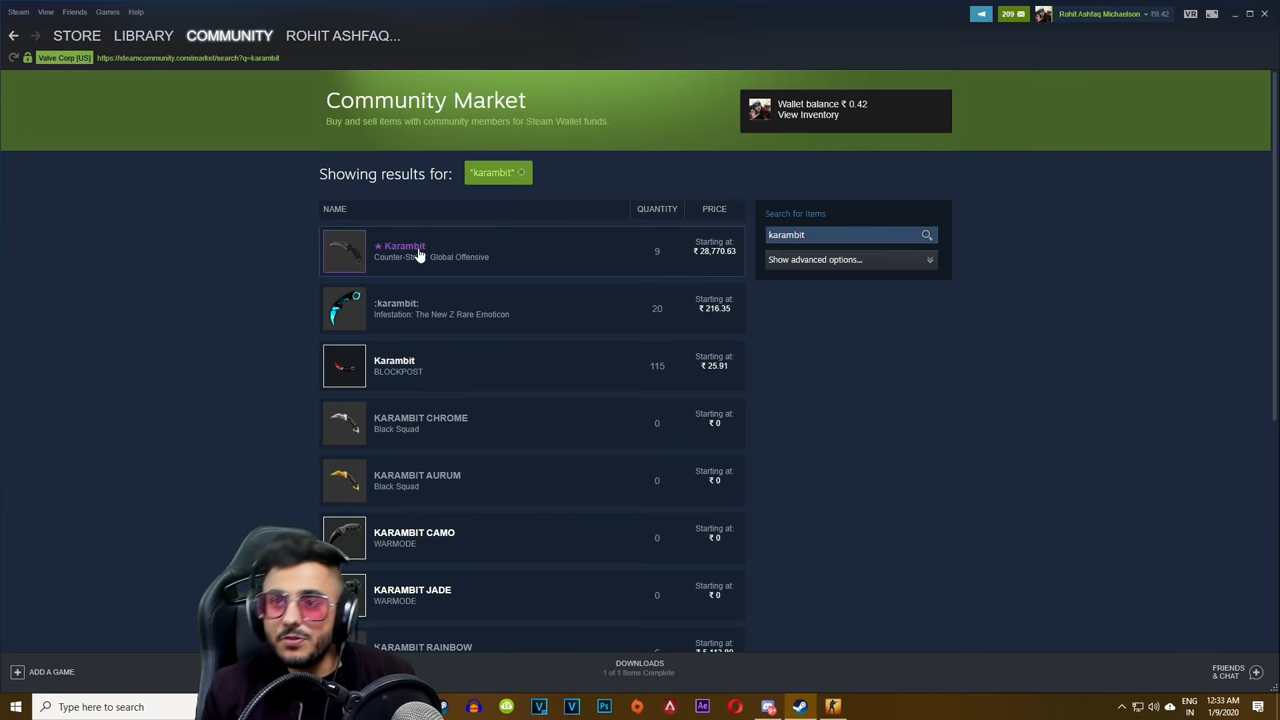 Steam View Friends Games Help
209
Rohit Ashfaq Michaelson
₹0.42
VR
STORE LIBRARY COMMUNITY ROHIT ASHFAQ...
Valve Corp [US] https://steamcommunity.com/market/search?q=karambit
Community Market
Buy and sell items with community members for Steam Wallet funds.
Wallet balance ₹ 0.42
View Inventory
Showing results for: "karambit"
NAME QUANTITY PRICE
★ Karambit
Counter-Strike: Global Offensive
9
Starting at:
₹ 28,770.63
:karambit:
Infestation: The New Z Rare Emoticon
20
Starting at:
₹ 216.35
Karambit
BLOCKPOST
115
Starting at:
₹ 25.91
KARAMBIT CHROME
Black Squad
0
Starting at:
₹ 0
KARAMBIT AURUM
Black Squad
0
Starting at:
₹ 0
KARAMBIT CAMO
WARMODE
0
Starting at:
₹ 0
KARAMBIT JADE
WARMODE
0
Starting at:
₹ 0
KARAMBIT RAINBOW
Search for Items
karambit
Show advanced options...
ADD A GAME
DOWNLOADS
1 of 1 Items Complete
FRIENDS
& CHAT
Type here to search
Ps
Ae
ENG
IN
12:33 AM
1/9/2020